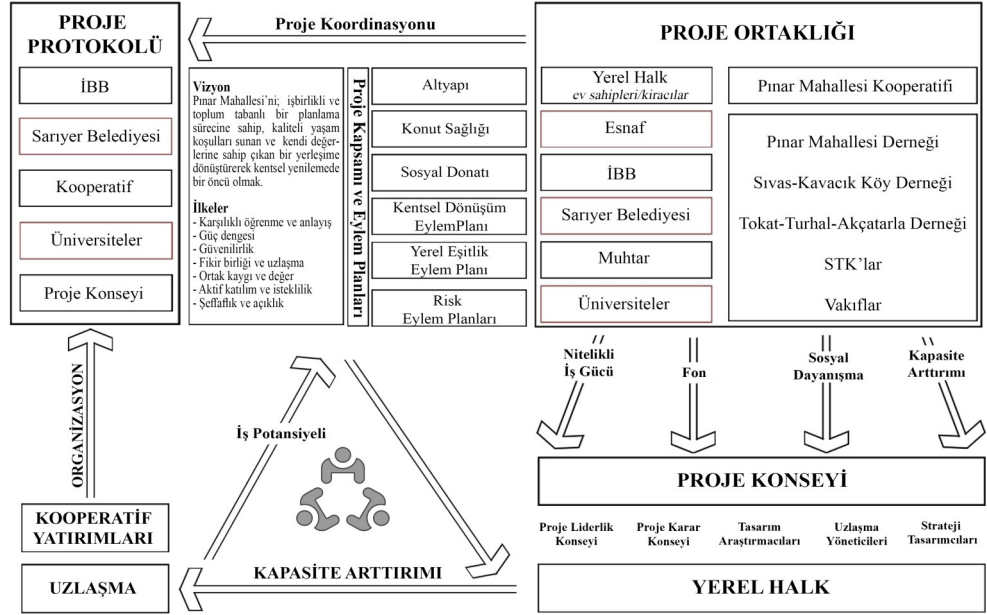 PROJE
PROTOKOLÜ
İBB
Sarıyer Belediyesi
Kooperatif
Üniversiteler
Proje Konseyi
Proje Koordinasyonu
Vizyon
Pınar Mahallesi'ni; işbirlikli ve
toplum tabanlı bir planlama
sürecine sahip, kaliteli yaşam
koşulları sunan ve kendi değer-
lerine sahip çıkan bir yerleşime
dönüştürerek kentsel yenilemede
bir öncü olmak.
İlkeler
- Karşılıklı öğrenme ve anlayış
- Güç dengesi
- Güvenilirlik
- Fikir birliği ve uzlaşma
- Ortak kaygı ve değer
- Aktif katılım ve isteklilik
- Şeffaflık ve açıklık
Proje Kapsamı ve Eylem Planları
Altyapı
Konut Sağlığı
Sosyal Donatı
Kentsel Dönüşüm
EylemPlanı
Yerel Eşitlik
Eylem Planı
Risk
Eylem Planları
PROJE ORTAKLIĞI
Yerel Halk
ev sahipleri/kiracılar
Esnaf
İBB
Sarıyer Belediyesi
Muhtar
Üniversiteler
Pınar Mahallesi Kooperatifi
Pınar Mahallesi Derneği
Sıvas-Kavacık Köy Derneği
Tokat-Turhal-Akçatarla Derneği
STK'lar
Vakıflar
Nitelikli
İş Gücü
Fon
Sosyal
Dayanışma
Kapasite
Arttırımı
PROJE KONSEYİ
Proje Liderlik
Konseyi
Proje Karar
Konseyi
Tasarım
Araştırmacıları
Uzlaşma
Yöneticileri
Strateji
Tasarımcıları
YEREL HALK
ORGANİZASYON
İş Potansiyeli
KOOPERATİF
YATIRIMLARI
UZLAŞMA
KAPASİTE ARTTIRIMI